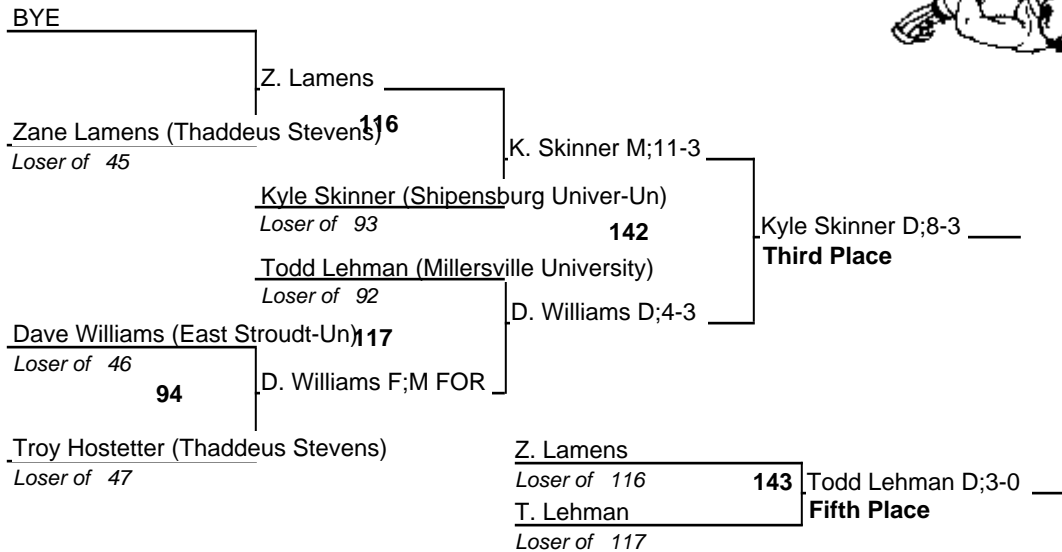 BYE
Z. Lamens
Zane Lamens (Thaddeus Stevens)
116
Loser of 45
K. Skinner M;11-3
Kyle Skinner (Shipensburg Univer-Un)
Loser of 93
142
Kyle Skinner D;8-3
Third Place
Todd Lehman (Millersville University)
Loser of 92
D. Williams D;4-3
Dave Williams (East Stroudt-Un)
117
Loser of 46
94
D. Williams F;M FOR
Troy Hostetter (Thaddeus Stevens)
Loser of 47
Z. Lamens
Loser of 116
143
Todd Lehman D;3-0
Fifth Place
T. Lehman
Loser of 117